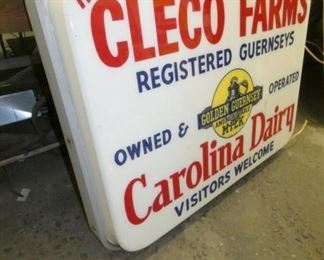 CLECO FARMS
REGISTERED GUERNSEYS
OWNED & OPERATED
GOLDEN GUERNSEY
MILK
Carolina Dairy
VISITORS WELCOME